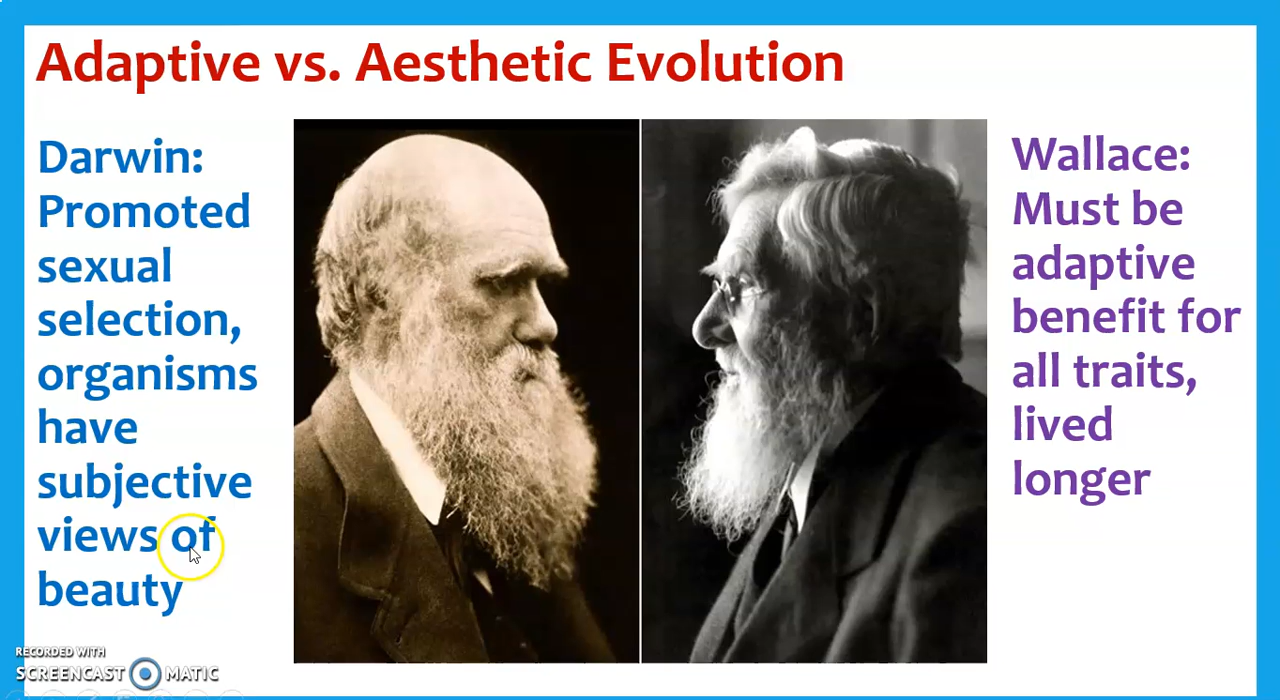 Adaptive vs. Aesthetic Evolution
Darwin:
Promoted
sexual
selection,
organisms
have
subjective
views of
beauty
Wallace:
Must be
adaptive
benefit for
all traits,
lived
longer
RECORDED WITH
SCREENCAST MATIC